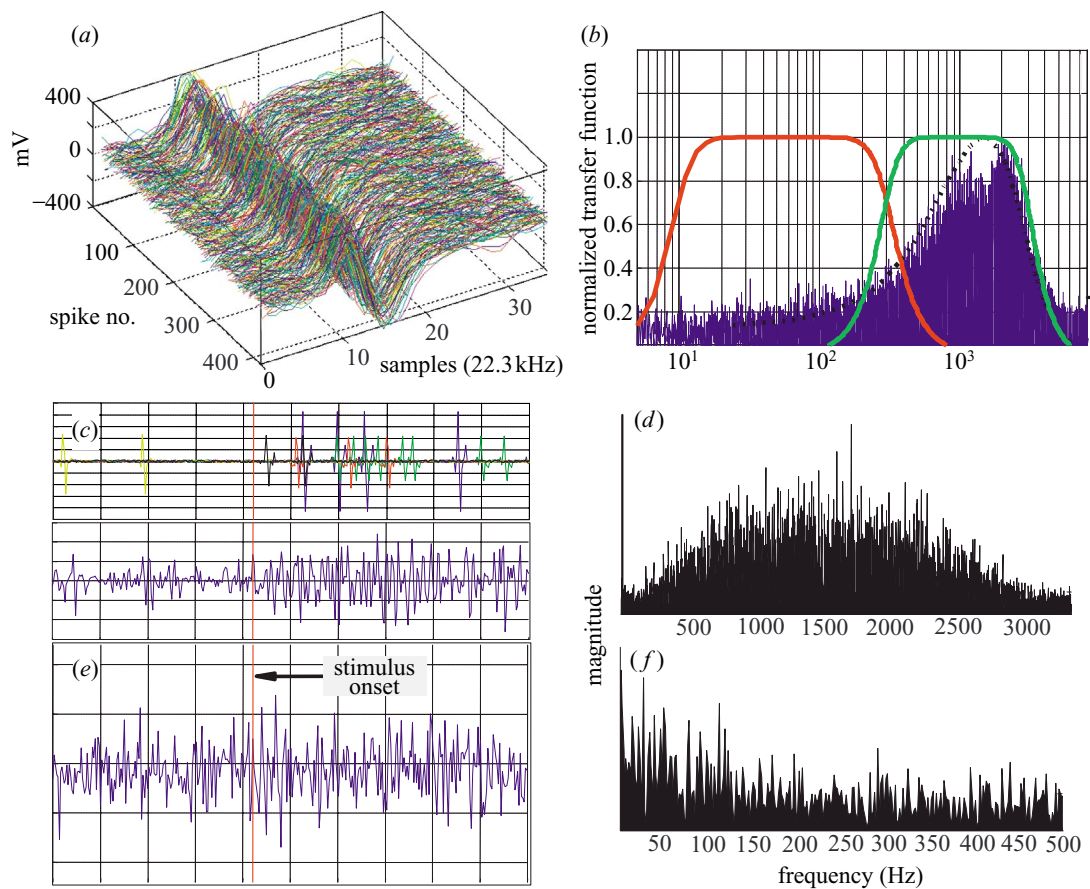 (a)
400
0
−400
mV
100
200
300
400
spike no.
0
10
20
30
samples (22.3 kHz)
(b)
normalized transfer function
1.0
0.8
0.6
0.4
0.2
10¹
10²
10³
(c)
(d)
500 1000 1500 2000 2500 3000
magnitude
(e)
stimulus
onset
(f)
50 100 150 200 250 300 350 400 450 500
frequency (Hz)